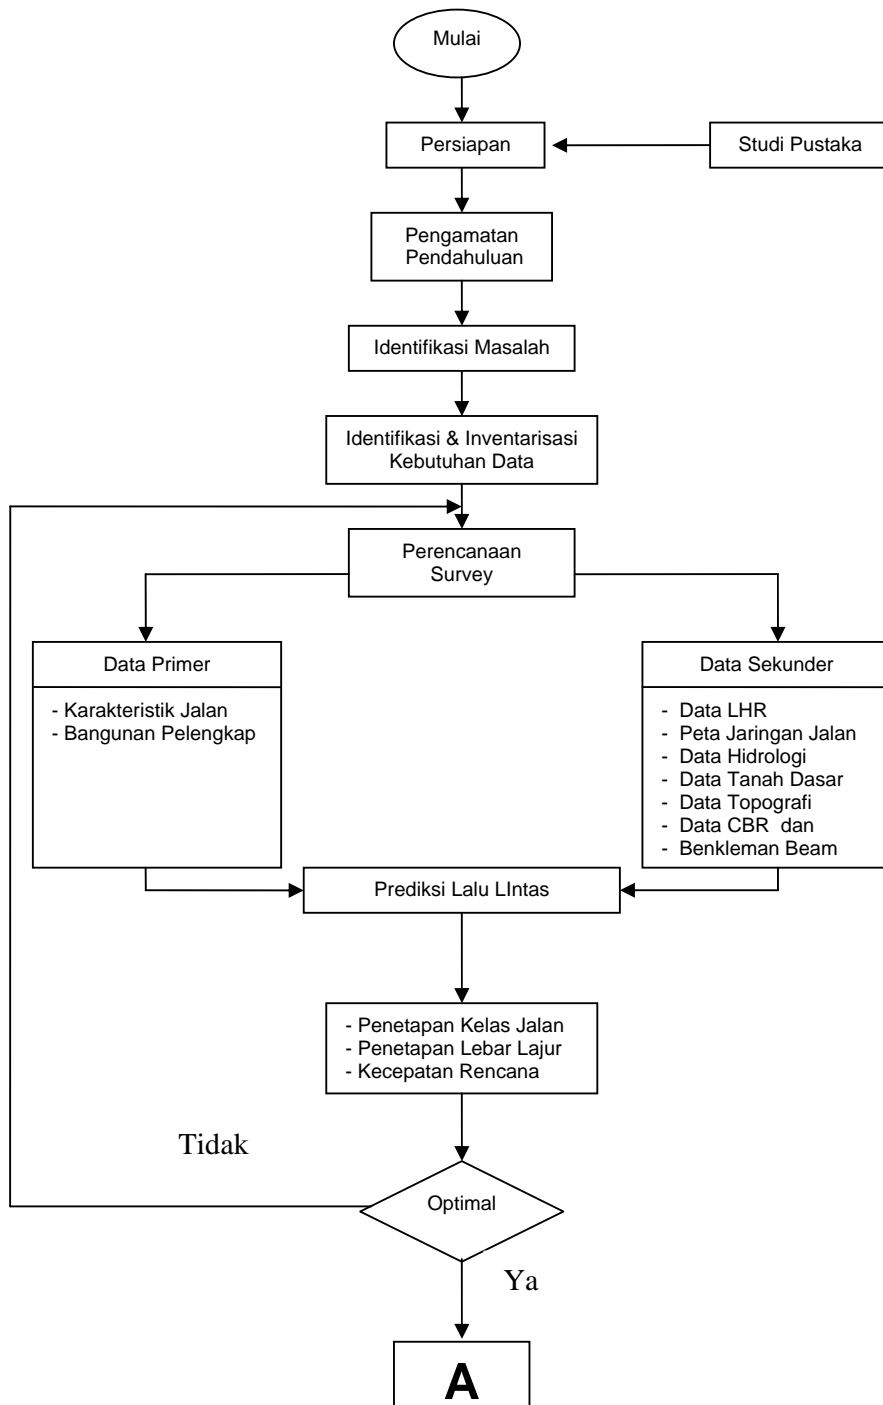 Mulai
Persiapan
Studi Pustaka
Pengamatan
Pendahuluan
Identifikasi Masalah
Identifikasi & Inventarisasi
Kebutuhan Data
Perencanaan
Survey
Data Primer
- Karakteristik Jalan
- Bangunan Pelengkap
Data Sekunder
- Data LHR
- Peta Jaringan Jalan
- Data Hidrologi
- Data Tanah Dasar
- Data Topografi
- Data CBR dan
- Benkleman Beam
Prediksi Lalu LIntas
- Penetapan Kelas Jalan
- Penetapan Lebar Lajur
- Kecepatan Rencana
Tidak
Optimal
Ya
A